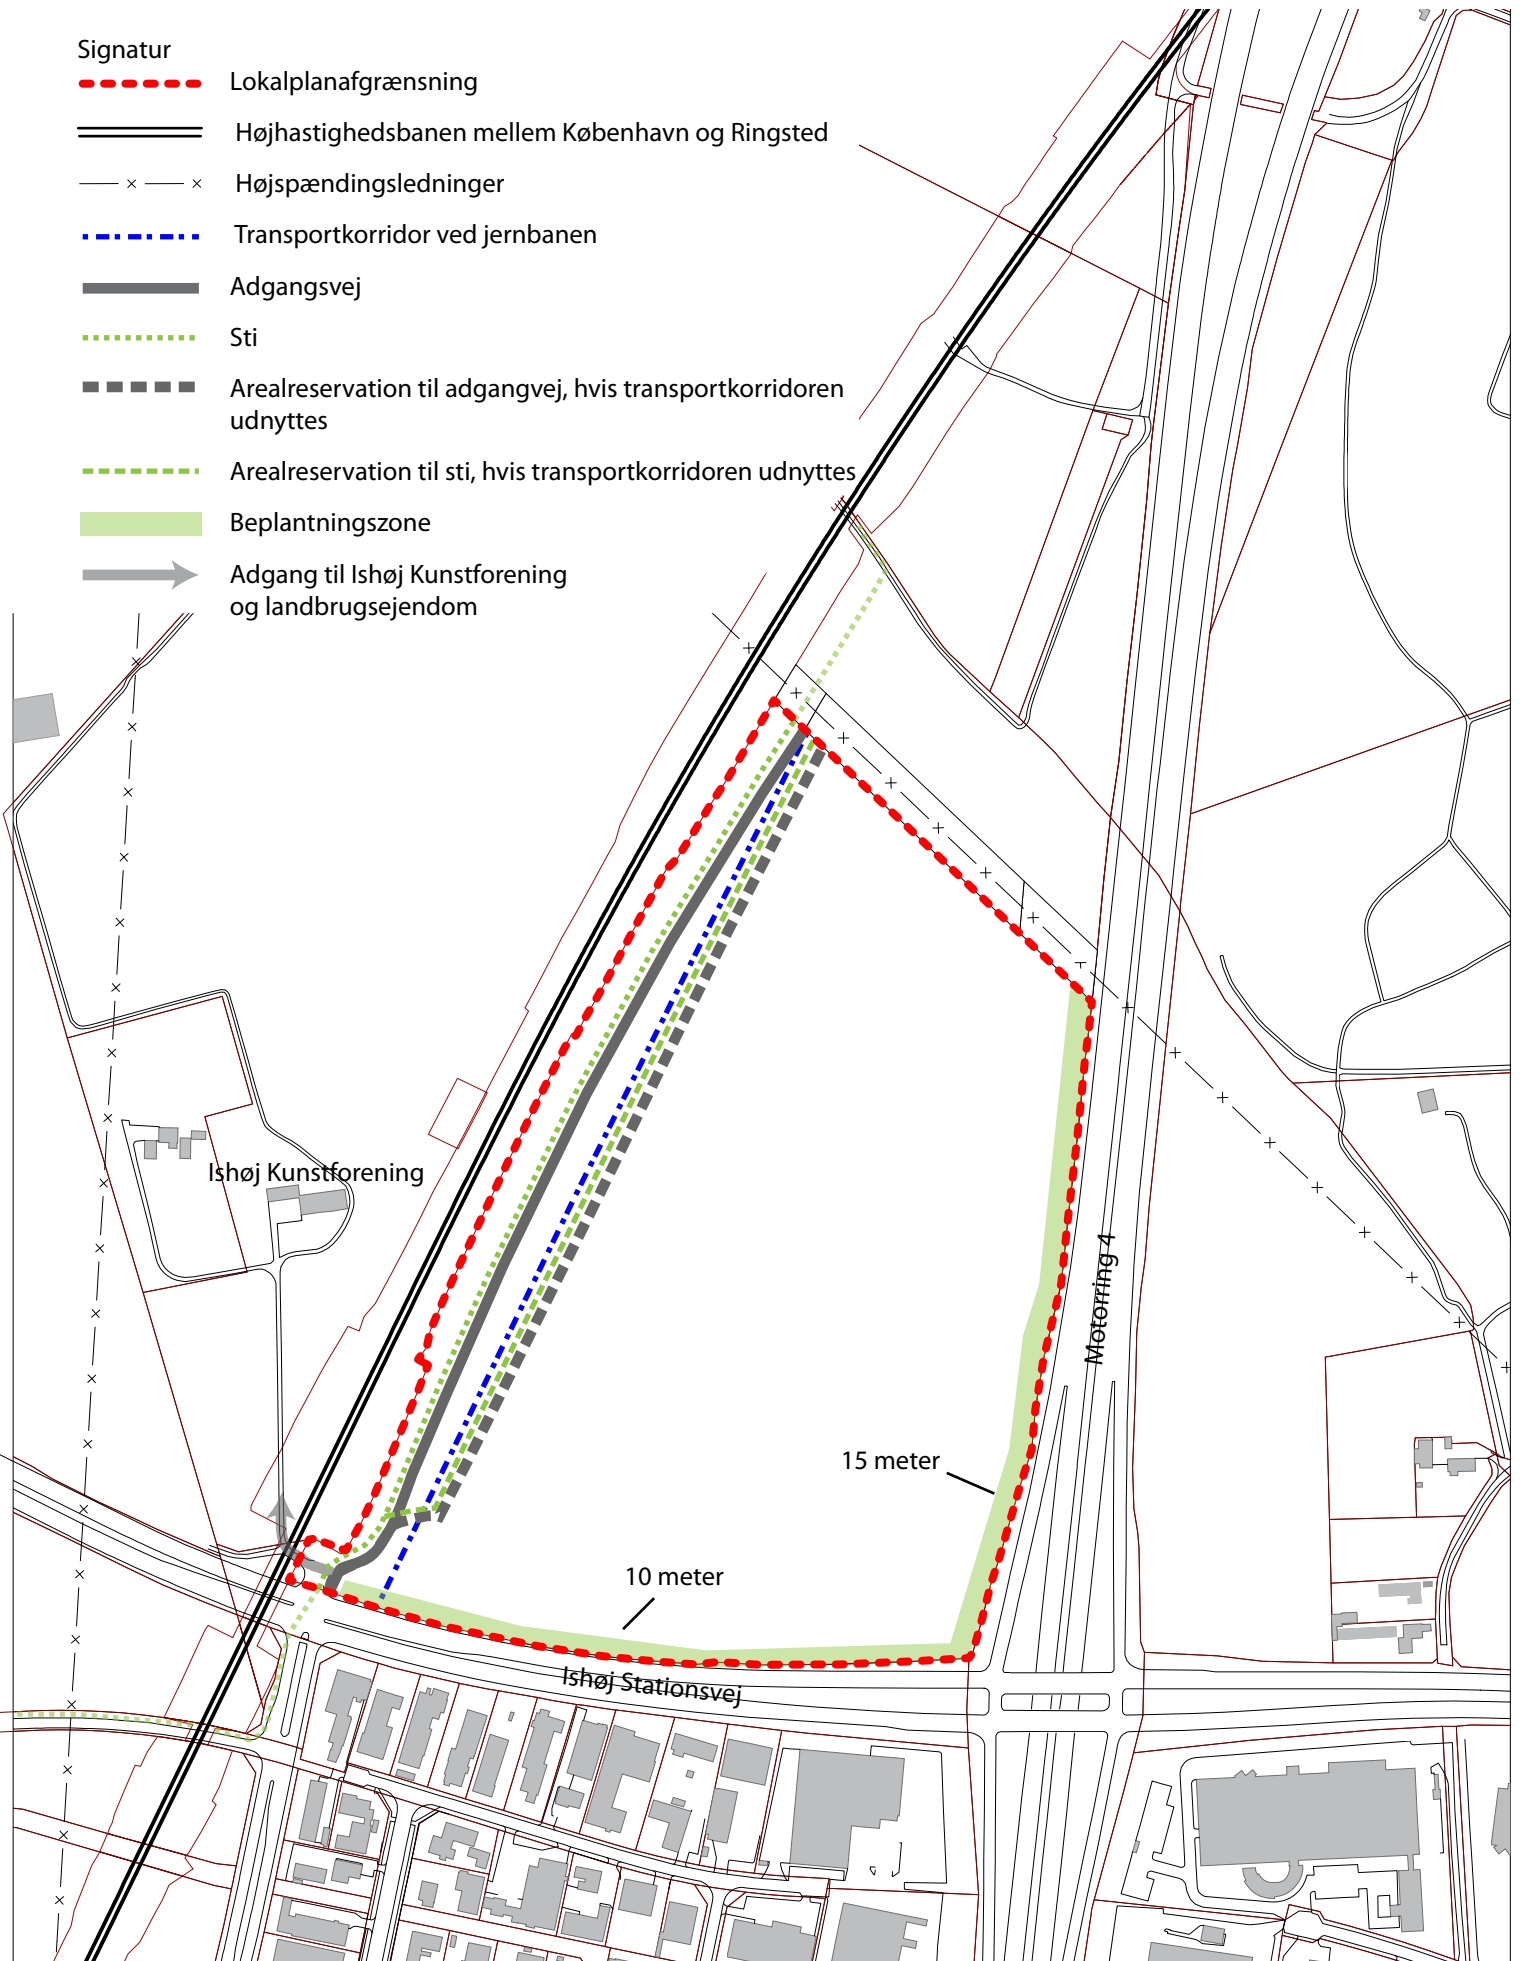 Signatur
Lokalplanafgrænsning
Højhastighedsbanen mellem København og Ringsted
Højspændingsledninger
Transportkorridor ved jernbanen
Adgangsvej
Sti
Arealreservation til adgangvej, hvis transportkorridoren
udnyttes
Arealreservation til sti, hvis transportkorridoren udnyttes
Beplantningszone
Adgang til Ishøj Kunstforening
og landbrugsejendom
Ishøj Kunstforening
Motorring 4
15 meter
10 meter
Ishøj Stationsvej